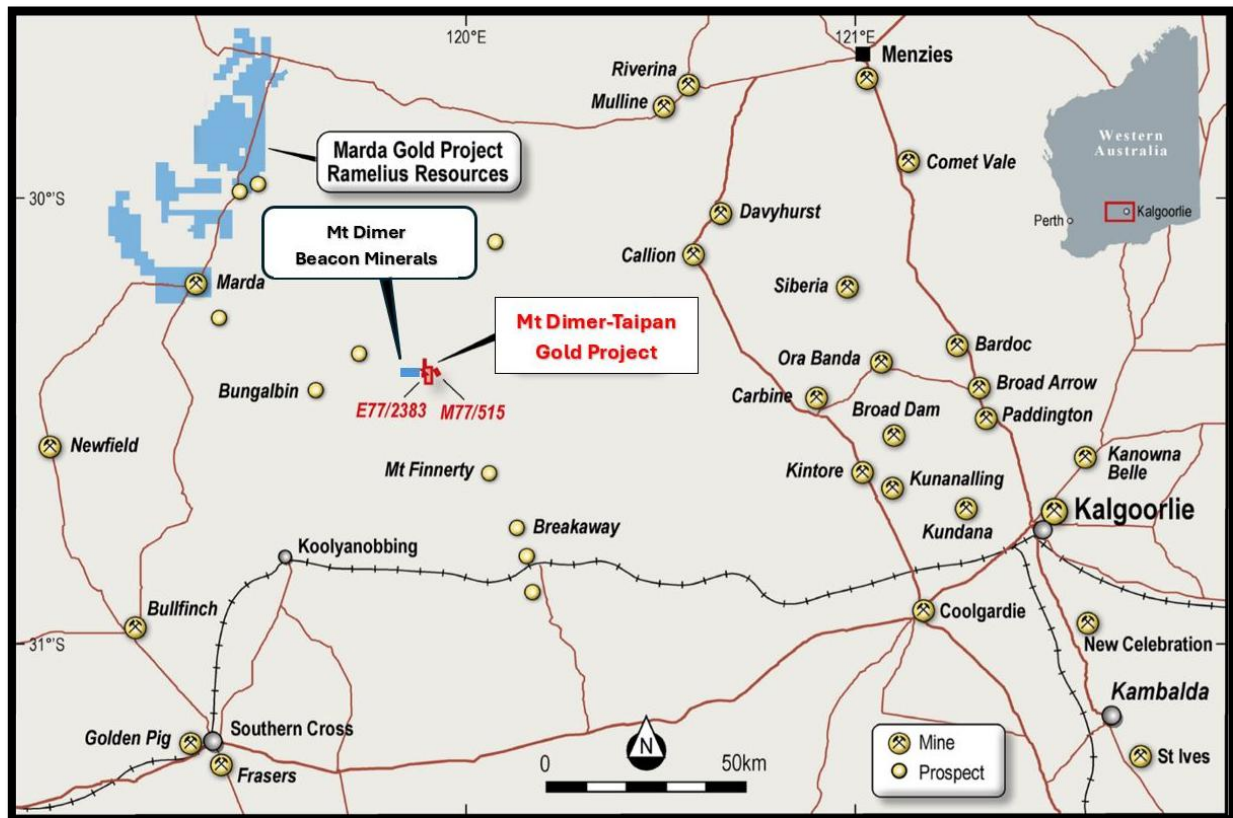 120°E
121°E
Menzies
Riverina
Mulline
Marda Gold Project
Ramelius Resources
Comet Vale
Western
Australia
Perth
Kalgoorlie
30°S
Mt Dimer
Beacon Minerals
Davyhurst
Callion
Marda
Siberia
Mt Dimer-Taipan
Gold Project
Bardoc
Ora Banda
Bungalbin
E77/2383
M77/515
Carbine
Broad Arrow
Broad Dam
Paddington
Newfield
Kanowna
Belle
Mt Finnerty
Kintore
Kunanalling
Kundana
Kalgoorlie
Breakaway
Koolyanobbing
Bullfinch
Coolgardie
31°'S
New Celebration
Kambalda
Golden Pig
Southern Cross
Frasers
N
0
50km
Mine
Prospect
St Ives